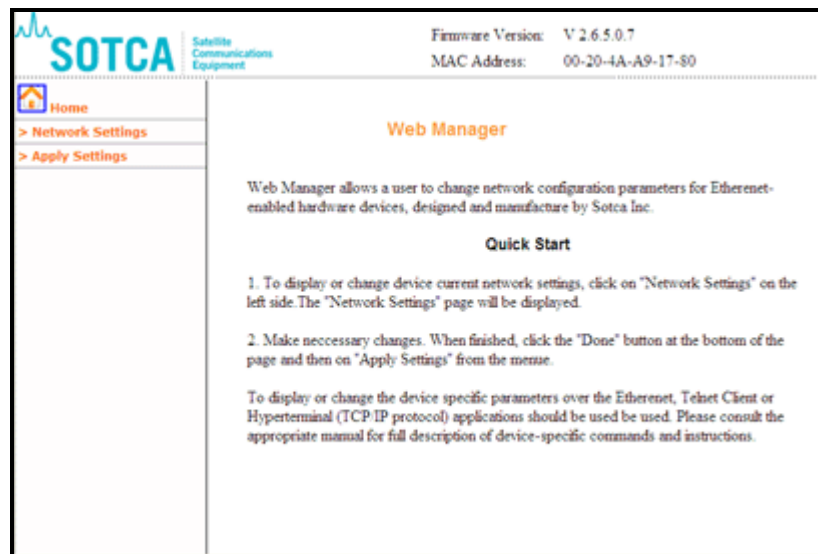 SOTCA
Satellite
Communications
Equipment
Firmware Version: V 2.6.5.0.7
MAC Address: 00-20-4A-A9-17-80
Home
> Network Settings
> Apply Settings
Web Manager
Web Manager allows a user to change network configuration parameters for Etherenet-
enabled hardware devices, designed and manufacture by Sotca Inc.
Quick Start
1. To display or change device current network settings, click on "Network Settings" on the
left side.The "Network Settings" page will be displayed.
2. Make neccessary changes. When finished, click the "Done" button at the bottom of the
page and then on "Apply Settings" from the menue.
To display or change the device specific parameters over the Etherenet, Telnet Client or
Hyperterminal (TCP/IP protocol) applications should be used be used. Please consult the
appropriate manual for full description of device-specific commands and instructions.